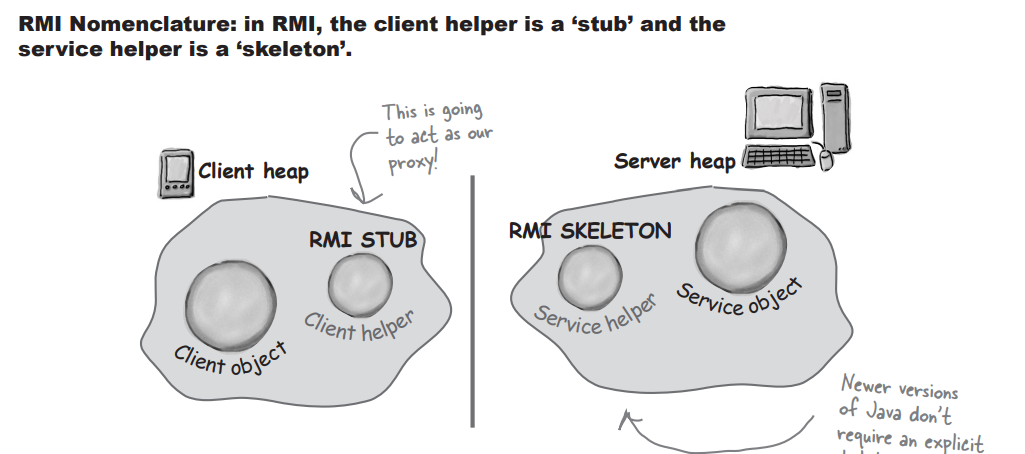 RMI Nomenclature: in RMI, the client helper is a ‘stub’ and the
service helper is a ‘skeleton’.
This is going
to act as our
proxy!
Client heap
Server heap
RMI STUB
RMI SKELETON
Client helper
Client object
Service helper
Service object
Newer versions
of Java don’t
require an explicit